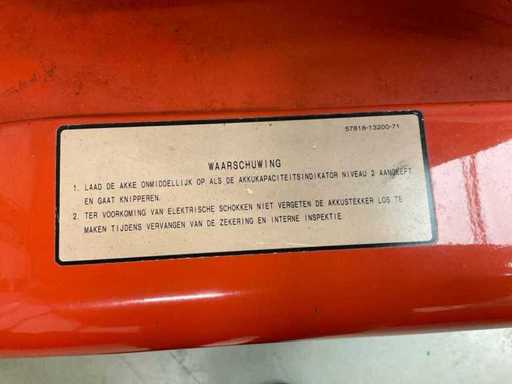 57818-13200-71
WAARSCHUWING
1. LAAD DE AKKE ONMIDDELLIJK OP ALS DE AKKUKAPACITEITSINDIKATOR NIVEAU 2 AANGEEFT
EN GAAT KNIPPEREN.
2. TER VOORKOMING VAN ELEKTRISCHE SCHOKKEN NIET VERGETEN DE AKKUSTEKKER LOS TE
MAKEN TIJDENS VERVANGEN VAN DE ZEKERING EN INTERNE INSPEKTIE.